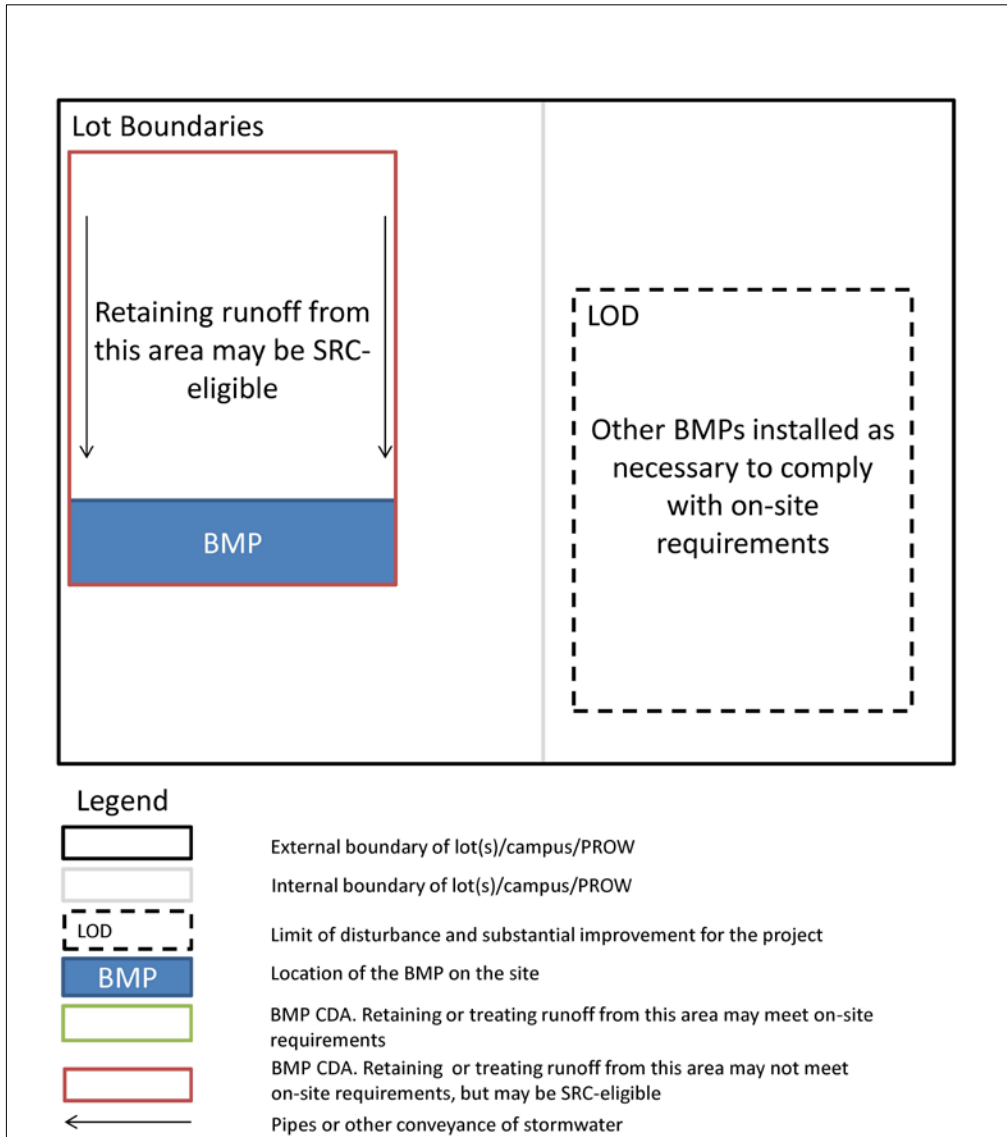 Lot Boundaries
Retaining runoff from
this area may be SRC-
eligible
BMP
LOD
Other BMPs installed as
necessary to comply
with on-site
requirements
Legend
External boundary of lot(s)/campus/PROW
Internal boundary of lot(s)/campus/PROW
LOD
Limit of disturbance and substantial improvement for the project
BMP
Location of the BMP on the site
BMP CDA. Retaining or treating runoff from this area may meet on-site
requirements
BMP CDA. Retaining or treating runoff from this area may not meet
on-site requirements, but may be SRC-eligible
Pipes or other conveyance of stormwater